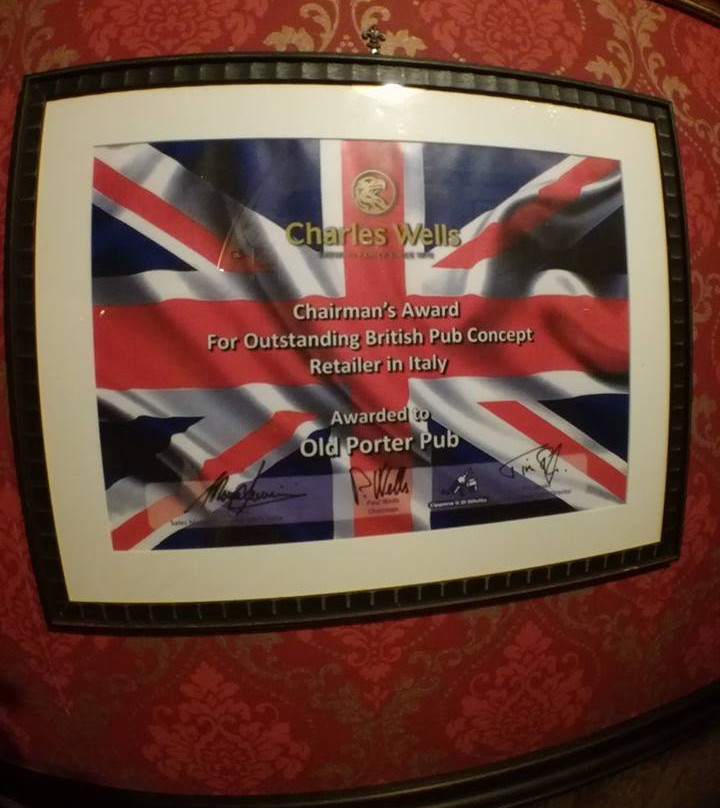 Charles Wells
Chairman's Award
For Outstanding British Pub Concept
Retailer in Italy
Awarded to
Old Porter Pub
P. Wells
Paul Wells
Chairman